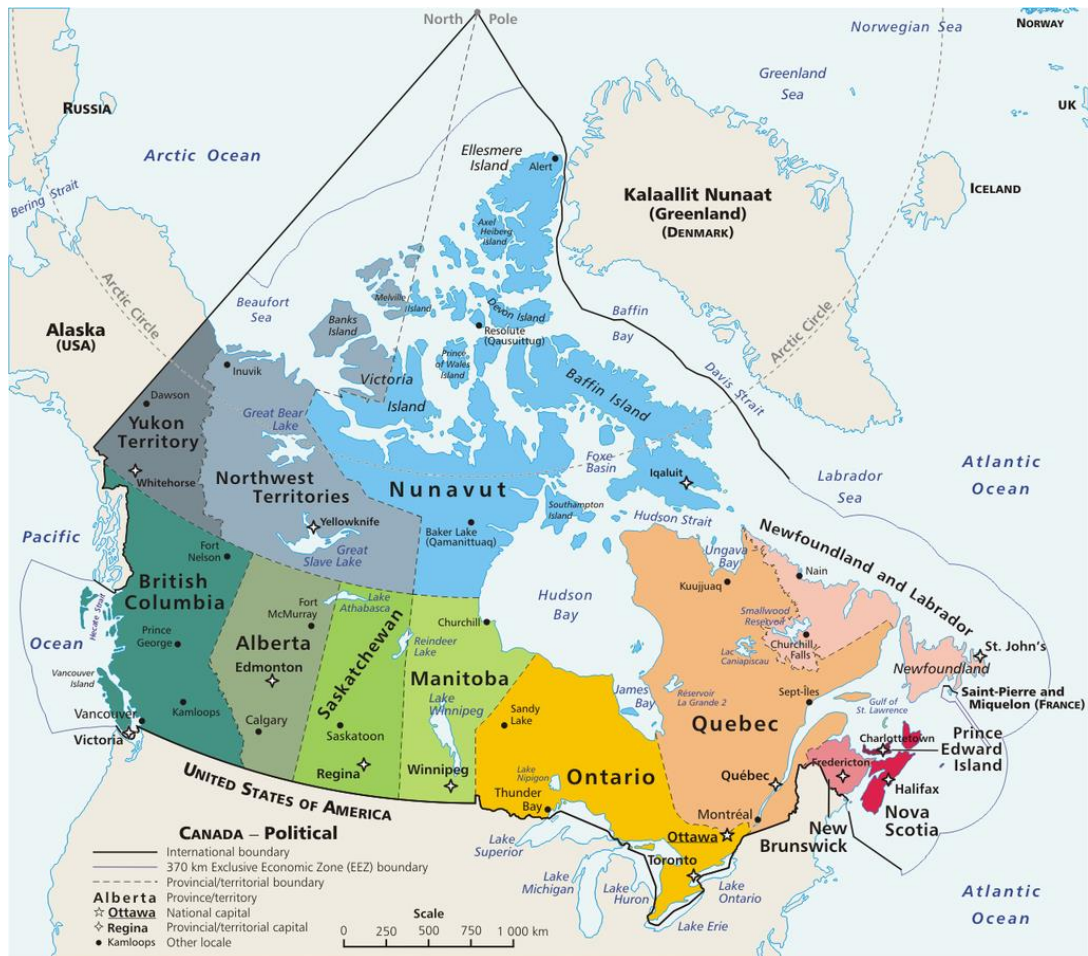 North Pole
Norwegian Sea
NORWAY
Greenland
Sea
UK
RUSSIA
Arctic Ocean
Ellesmere
Island
Alert
Kalaallit Nunaat
(Greenland)
(DENMARK)
ICELAND
Bering Strait
Axel
Heiberg
Island
Arctic Circle
Beaufort
Sea
Melville
Island
Devon Island
Banks
Island
Resolute
(Qausuittuq)
Baffin
Bay
Arctic Circle
Alaska
(USA)
Prince
of Wales
Island
Inuvik
Victoria
Island
Baffin Island
Davis Strait
Dawson
Yukon
Territory
Great Bear
Lake
Whitehorse
Northwest
Territories
Nunavut
Foxe
Basin
Iqaluit
Labrador
Sea
Atlantic
Ocean
Southampton
Island
Yellowknife
Baker Lake
(Qamanittuaq)
Hudson Strait
Pacific
Ocean
Fort
Nelson
Great
Slave Lake
Ungava
Bay
Newfoundland and Labrador
Kuujjuaq
Nain
British
Columbia
Hecate Strait
Fort
McMurray
Lake
Athabasca
Hudson
Bay
Smallwood
Reservoir
Churchill
Falls
Prince
George
Alberta
Edmonton
Saskatchewan
Reindeer
Lake
Churchill
Lac
Caniapiscau
St. John's
Newfoundland
Vancouver
Island
Manitoba
Lake
Winnipeg
James
Bay
Réservoir
La Grande 2
Sept-Îles
Gulf of
St. Lawrence
Saint-Pierre and
Miquelon (FRANCE)
Kamloops
Vancouver
Victoria
Calgary
Saskatoon
Sandy
Lake
Quebec
Charlottetown
Prince
Edward
Island
Regina
Winnipeg
Lake
Nipigon
Ontario
Québec
Fredericton
Halifax
UNITED STATES OF AMERICA
Thunder
Bay
Montréal
Nova
Scotia
Ottawa
New
Brunswick
Lake
Superior
Toronto
Lake
Michigan
Lake
Huron
Lake
Ontario
Lake Erie
Atlantic
Ocean
CANADA – Political
International boundary
370 km Exclusive Economic Zone (EEZ) boundary
Provincial/territorial boundary
Alberta Province/territory
Ottawa National capital
Regina Provincial/territorial capital
Kamloops Other locale
Scale
0 250 500 1 000 km